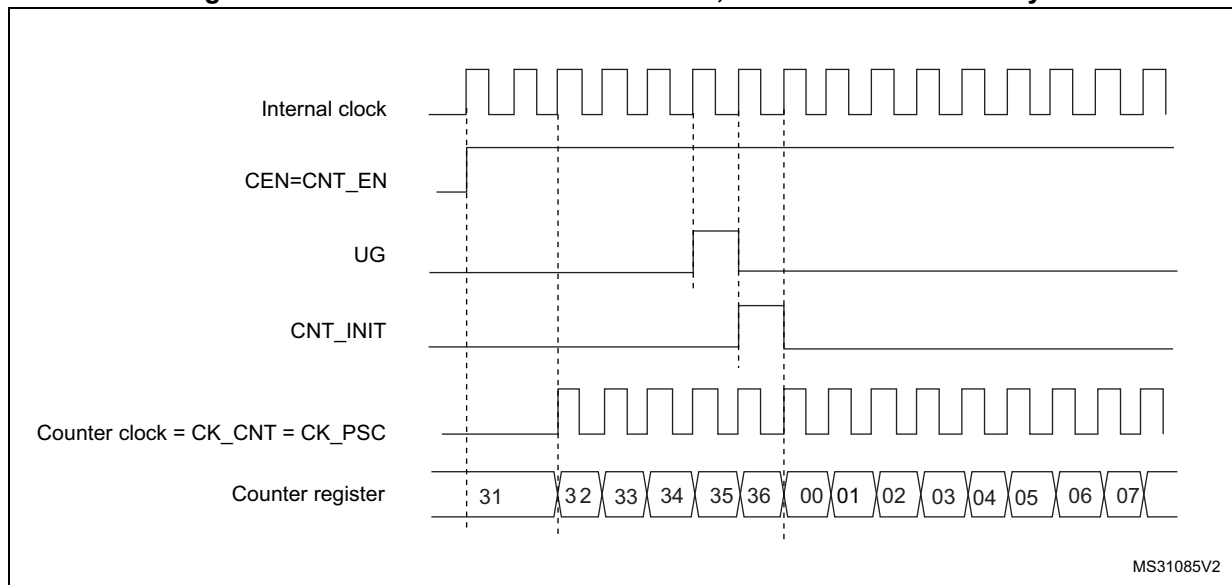 Internal clock
CEN=CNT_EN
UG
CNT_INIT
Counter clock = CK_CNT = CK_PSC
Counter register 31 32 33 34 35 36 00 01 02 03 04 05 06 07
MS31085V2